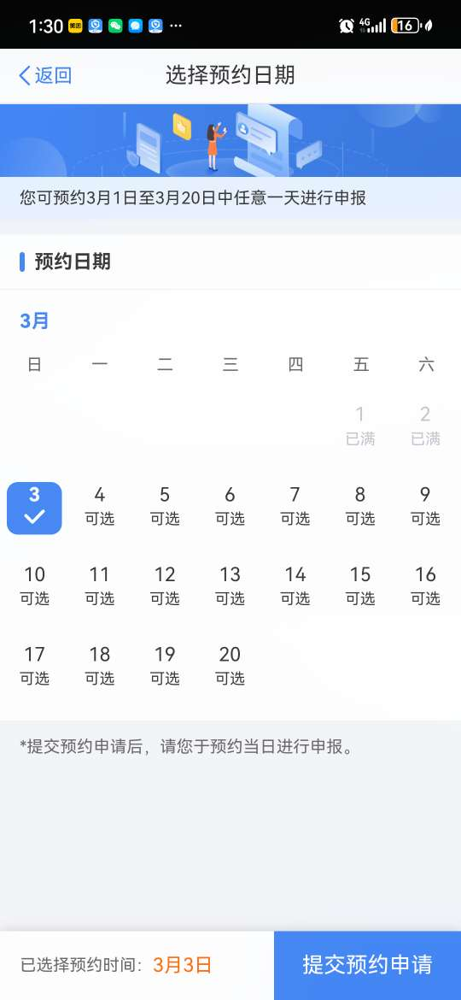 1:30 美团 ··· 4G 16
返回 选择预约日期
您可预约3月1日至3月20日中任意一天进行申报
预约日期
3月
日 一 二 三 四 五 六
1 2
已满 已满
3 4 5 6 7 8 9
可选 可选 可选 可选 可选 可选
10 11 12 13 14 15 16
可选 可选 可选 可选 可选 可选 可选
17 18 19 20
可选 可选 可选 可选
*提交预约申请后，请您于预约当日进行申报。
已选择预约时间：3月3日 提交预约申请